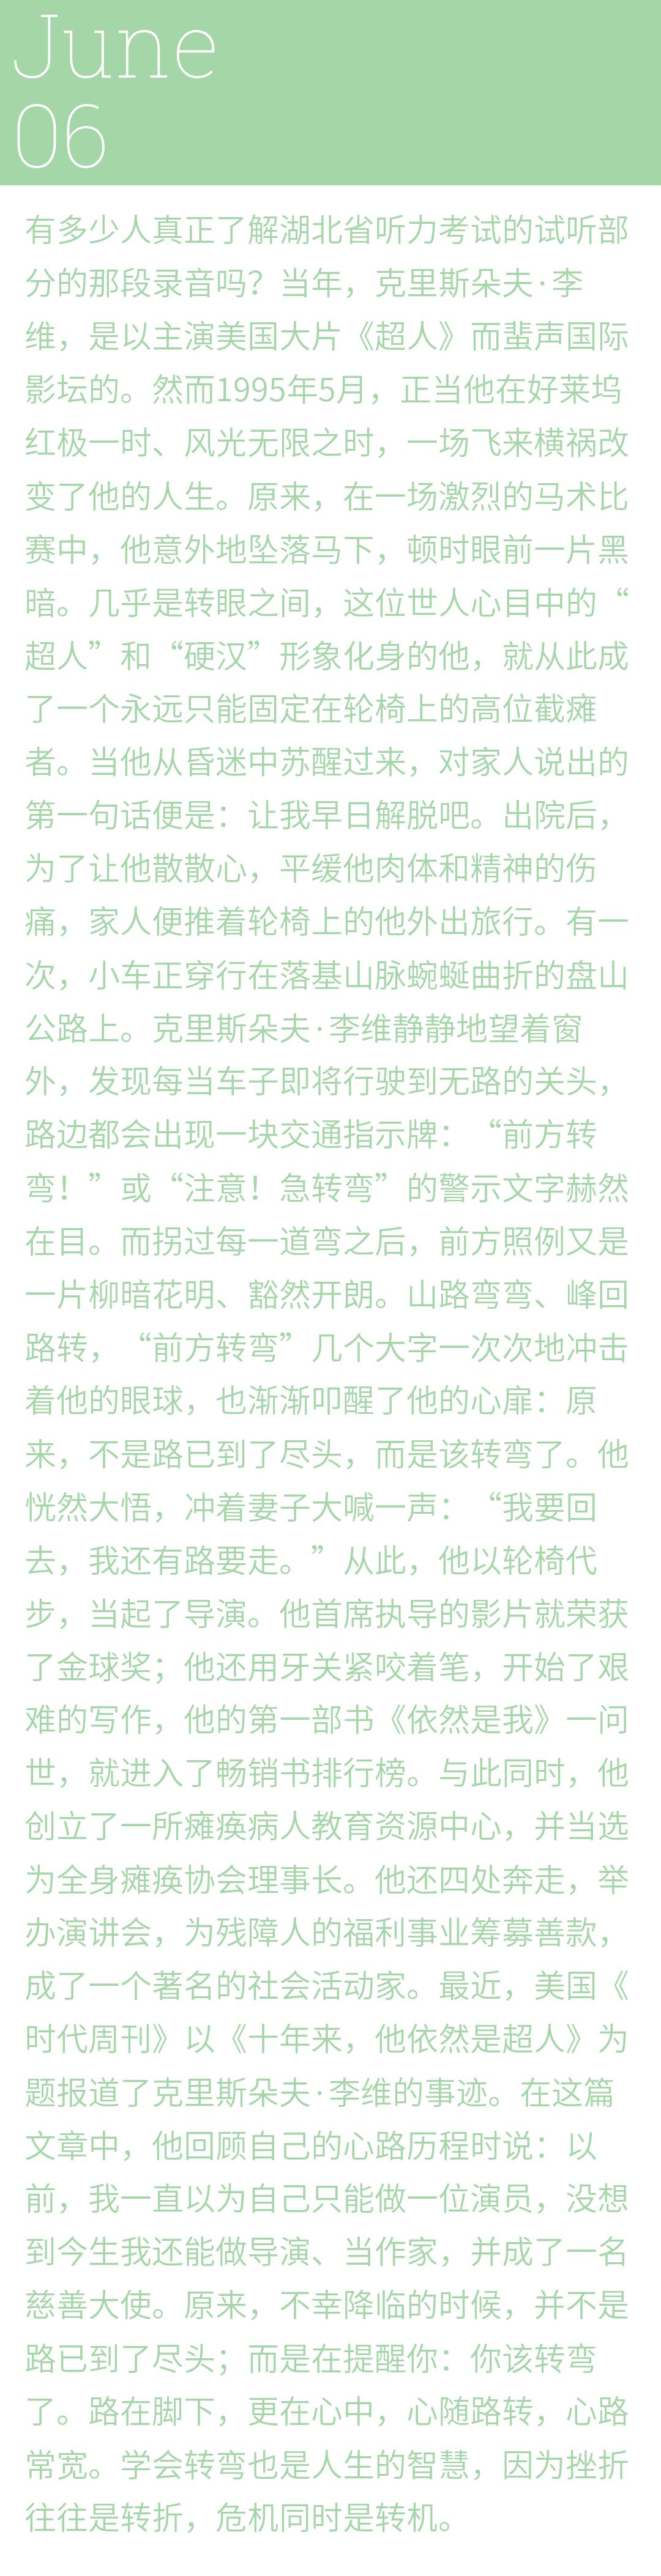 June
06
有多少人真正了解湖北省听力考试的试听部
分的那段录音吗？当年，克里斯朵夫·李
维，是以主演美国大片《超人》而蜚声国际
影坛的。然而1995年5月，正当他在好莱坞
红极一时、风光无限之时，一场飞来横祸改
变了他的人生。原来，在一场激烈的马术比
赛中，他意外地坠落马下，顿时眼前一片黑
暗。几乎是转眼之间，这位世人心目中的“
超人”和“硬汉”形象化身的他，就从此成
了一个永远只能固定在轮椅上的高位截瘫
者。当他从昏迷中苏醒过来，对家人说出的
第一句话便是：让我早日解脱吧。出院后，
为了让他散散心，平缓他肉体和精神的伤
痛，家人便推着轮椅上的他外出旅行。有一
次，小车正穿行在落基山脉蜿蜒曲折的盘山
公路上。克里斯朵夫·李维静静地望着窗
外，发现每当车子即将行驶到无路的关头，
路边都会出现一块交通指示牌：“前方转
弯！”或“注意！急转弯”的警示文字赫然
在目。而拐过每一道弯之后，前方照例又是
一片柳暗花明、豁然开朗。山路弯弯、峰回
路转，“前方转弯”几个大字一次次地冲击
着他的眼球，也渐渐叩醒了他的心扉：原
来，不是路已到了尽头，而是该转弯了。他
恍然大悟，冲着妻子大喊一声：“我要回
去，我还有路要走。”从此，他以轮椅代
步，当起了导演。他首席执导的影片就荣获
了金球奖；他还用牙关紧咬着笔，开始了艰
难的写作，他的第一部书《依然是我》一问
世，就进入了畅销书排行榜。与此同时，他
创立了一所瘫痪病人教育资源中心，并当选
为全身瘫痪协会理事长。他还四处奔走，举
办演讲会，为残障人的福利事业筹募善款，
成了一个著名的社会活动家。最近，美国《
时代周刊》以《十年来，他依然是超人》为
题报道了克里斯朵夫·李维的事迹。在这篇
文章中，他回顾自己的心路历程时说：以
前，我一直以为自己只能做一位演员，没想
到今生我还能做导演、当作家，并成了一名
慈善大使。原来，不幸降临的时候，并不是
路已到了尽头；而是在提醒你：你该转弯
了。路在脚下，更在心中，心随路转，心路
常宽。学会转弯也是人生的智慧，因为挫折
往往是转折，危机同时是转机。